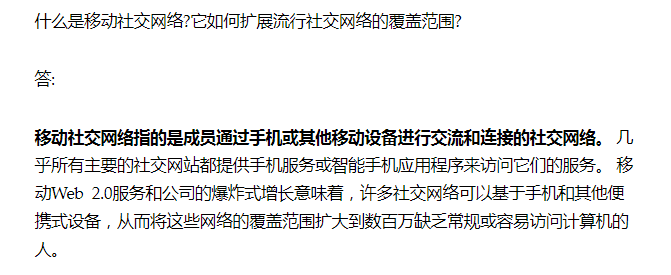 什么是移动社交网络?它如何扩展流行社交网络的覆盖范围?
答:
移动社交网络指的是成员通过手机或其他移动设备进行交流和连接的社交网络。 几
乎所有主要的社交网站都提供手机服务或智能手机应用程序来访问它们的服务。 移
动Web 2.0服务和公司的爆炸式增长意味着，许多社交网络可以基于手机和其他便
携式设备，从而将这些网络的覆盖范围扩大到数百万缺乏常规或容易访问计算机的
人。